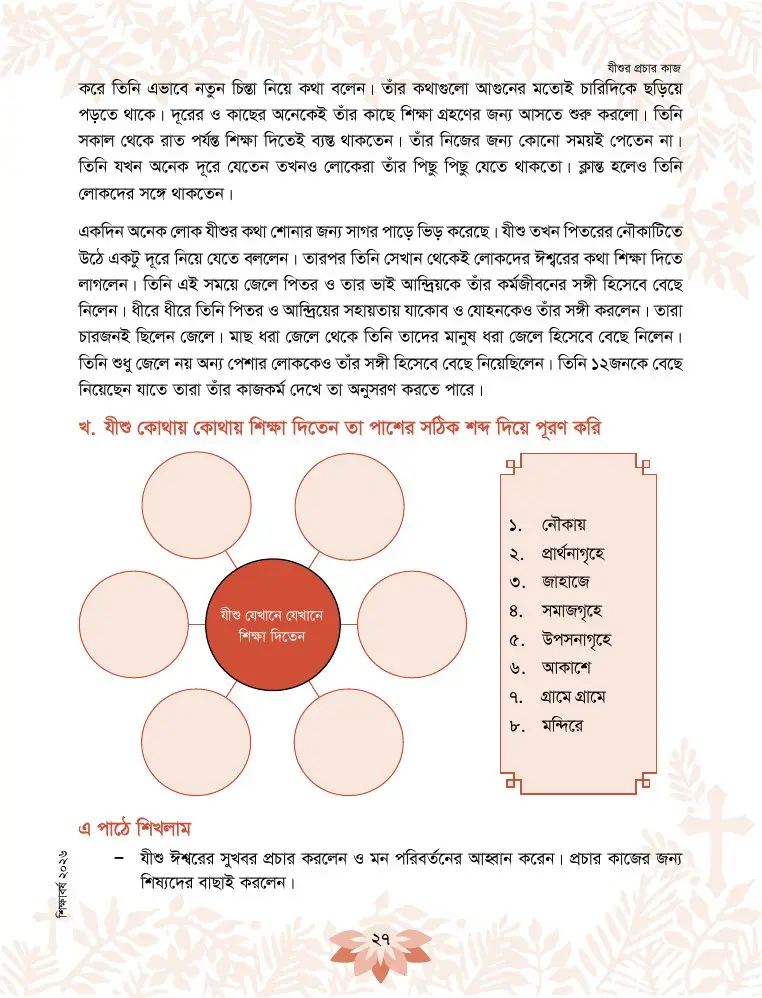 যীশুর প্রচার কাজ
করে তিনি এভাবে নতুন চিন্তা নিয়ে কথা বলেন। তাঁর কথাগুলো আগুনের মতোই চারিদিকে ছড়িয়ে
পড়তে থাকে। দূরের ও কাছের অনেকেই তাঁর কাছে শিক্ষা গ্রহণের জন্য আসতে শুরু করলো। তিনি
সকাল থেকে রাত পর্যন্ত শিক্ষা দিতেই ব্যস্ত থাকতেন। তাঁর নিজের জন্য কোনো সময়ই পেতেন না।
তিনি যখন অনেক দূরে যেতেন তখনও লোকেরা তাঁর পিছু পিছু যেতে থাকতো। ক্লান্ত হলেও তিনি
লোকদের সঙ্গে থাকতেন।
একদিন অনেক লোক যীশুর কথা শোনার জন্য সাগর পাড়ে ভিড় করেছে। যীশু তখন পিতরের নৌকাটিতে
উঠে একটু দূরে নিয়ে যেতে বললেন। তারপর তিনি সেখান থেকেই লোকদের ঈশ্বরের কথা শিক্ষা দিতে
লাগলেন। তিনি এই সময়ে জেলে পিতর ও তার ভাই আন্দ্রিয়কে তাঁর কর্মজীবনের সঙ্গী হিসেবে বেছে
নিলেন। ধীরে ধীরে তিনি পিতর ও আন্দ্রিয়ের সহায়তায় যাকোব ও যোহনকেও তাঁর সঙ্গী করলেন। তারা
চারজনই ছিলেন জেলে। মাছ ধরা জেলে থেকে তিনি তাদের মানুষ ধরা জেলে হিসেবে বেছে নিলেন।
তিনি শুধু জেলে নয় অন্য পেশার লোককেও তাঁর সঙ্গী হিসেবে বেছে নিয়েছিলেন। তিনি ১২জনকে বেছে
নিয়েছেন যাতে তারা তাঁর কাজকর্ম দেখে তা অনুসরণ করতে পারে।
খ. যীশু কোথায় কোথায় শিক্ষা দিতেন তা পাশের সঠিক শব্দ দিয়ে পূরণ করি
যীশু যেখানে যেখানে
শিক্ষা দিতেন
১. নৌকায়
২. প্রার্থনাগৃহে
৩. জাহাজে
৪. সমাজগৃহে
৫. উপসনাগৃহে
৬. আকাশে
৭. গ্রামে গ্রামে
৮. মন্দিরে
এ পাঠে শিখলাম
– যীশু ঈশ্বরের সুখবর প্রচার করলেন ও মন পরিবর্তনের আহ্বান করেন। প্রচার কাজের জন্য
শিষ্যদের বাছাই করলেন।
শিক্ষাবর্ষ ২০২৬
২৭